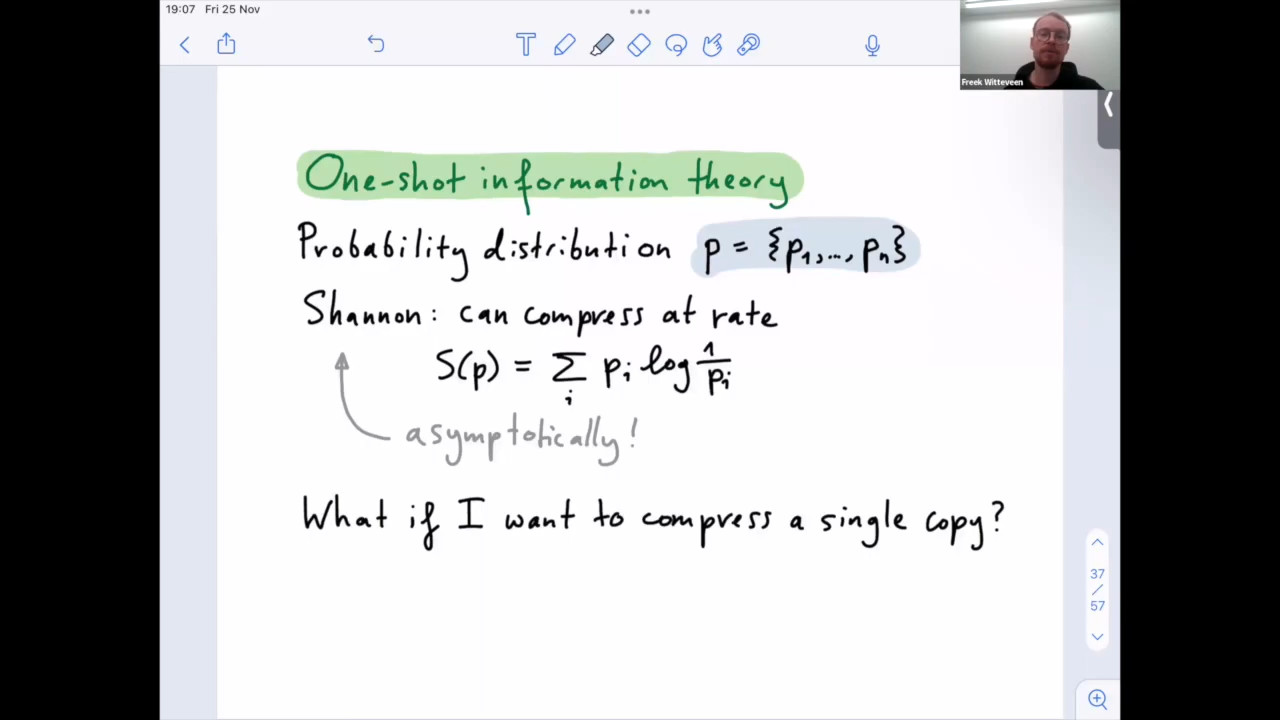 19:07 Fri 25 Nov
T
Freek Witteveen
One-shot information theory
Probability distribution p = {p₁,..., pₙ}
Shannon: can compress at rate
S(p) = ∑ᵢ pᵢ log 1/pᵢ
asymptotically!
What if I want to compress a single copy?
37
/
57